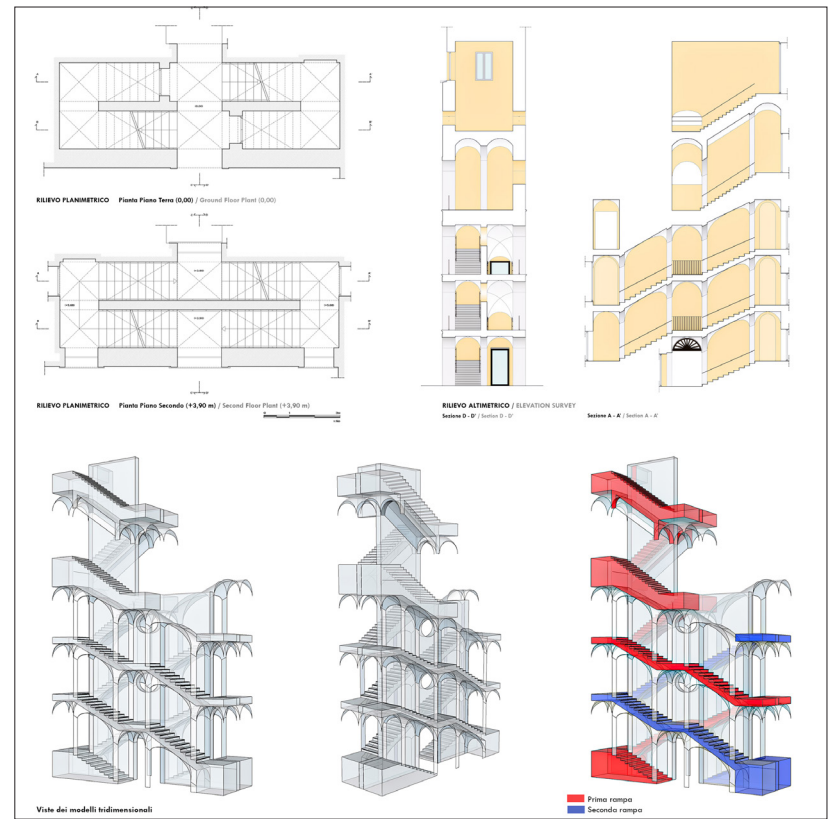 RILIEVO PLANIMETRICO Pianta Piano Terra (0,00) / Ground Floor Plant (0,00)
RILIEVO PLANIMETRICO Pianta Piano Secondo (+3,90 m) / Second Floor Plant (+3,90 m)
RILIEVO ALTIMETRICO / ELEVATION SURVEY
Sezione D - D' / Section D - D'
Sezione A - A' / Section A - A'
Viste dei modelli tridimensionali
Prima rampa
Seconda rampa